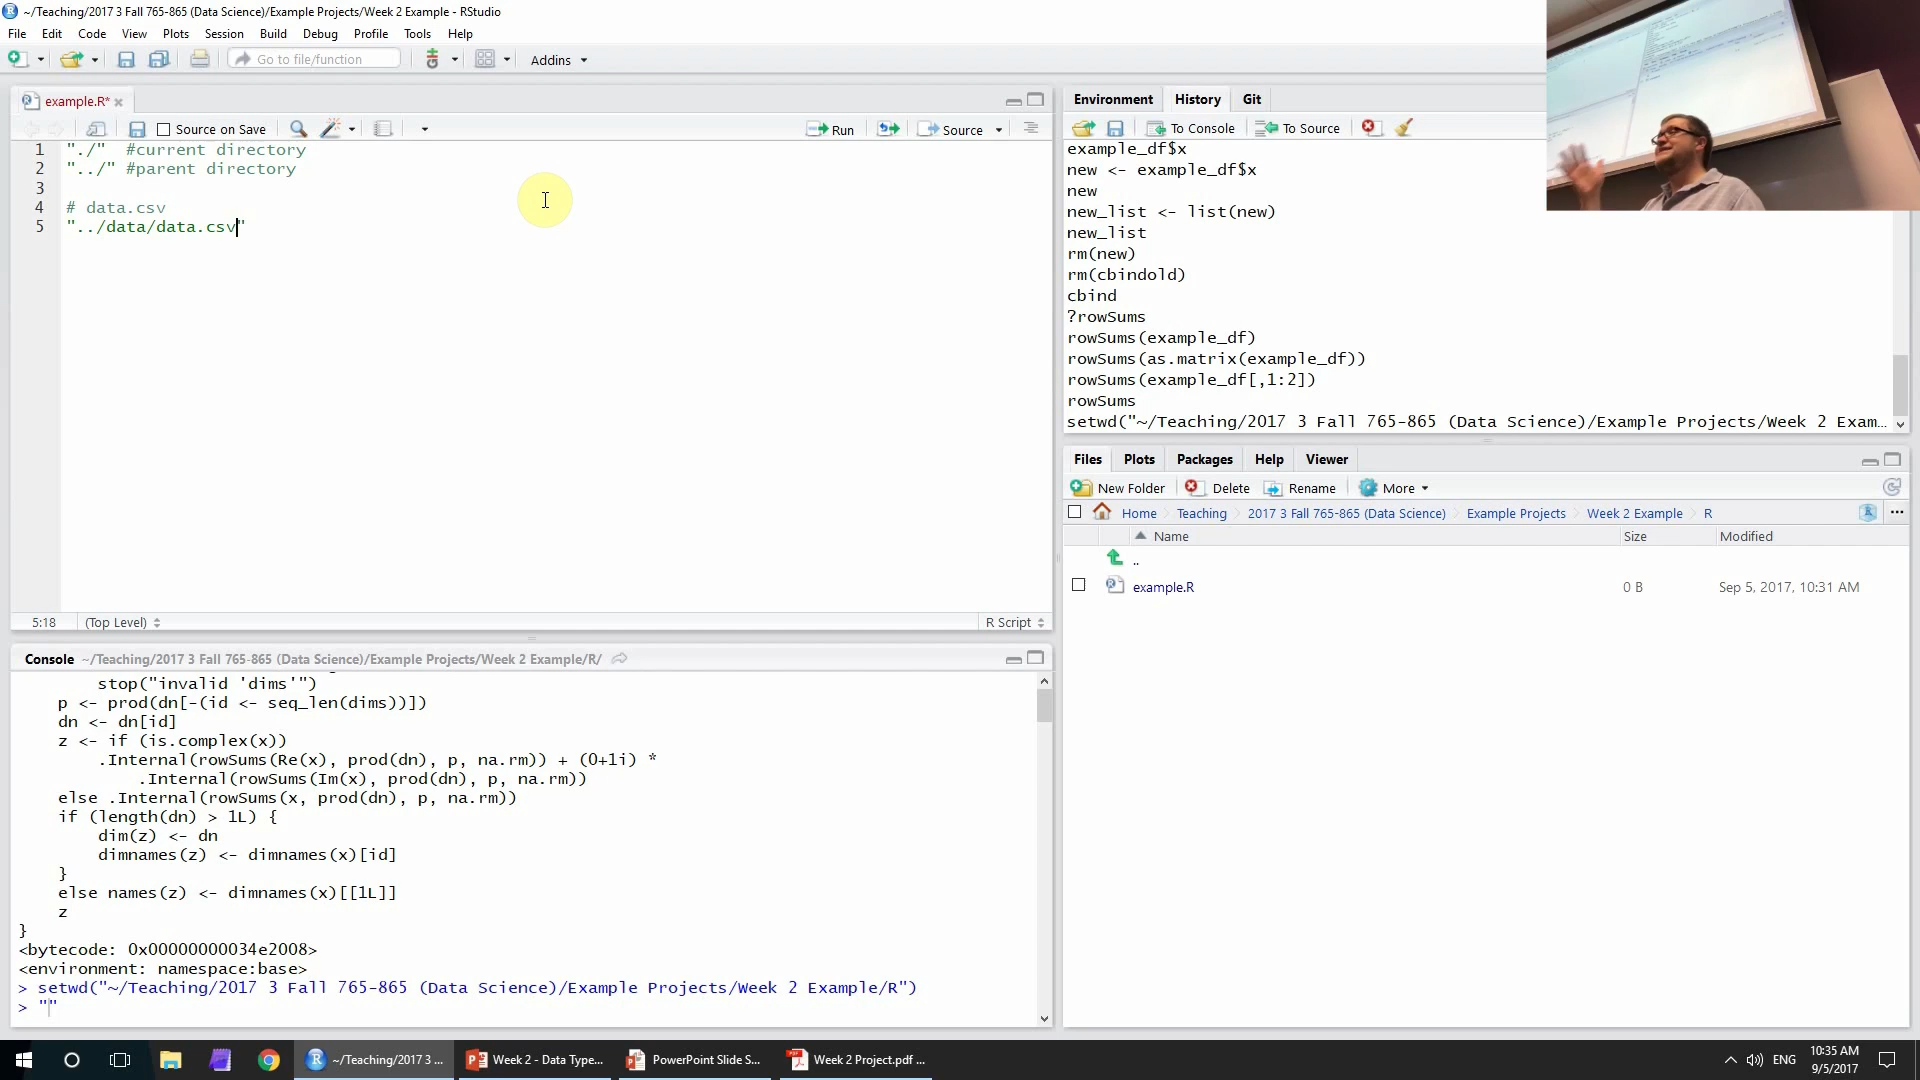 ~/Teaching/2017 3 Fall 765-865 (Data Science)/Example Projects/Week 2 Example - RStudio
File Edit Code View Plots Session Build Debug Profile Tools Help
Go to file/function Addins
example.R*
Source on Save Run Source
1 "./" #current directory
2 "../" #parent directory
3
4 # data.csv
5 "../data/data.csv"
5:18 (Top Level) R Script
Console ~/Teaching/2017 3 Fall 765-865 (Data Science)/Example Projects/Week 2 Example/R/
stop("invalid 'dims'")
p <- prod(dn[-(id <- seq_len(dims))])
dn <- dn[id]
z <- if (is.complex(x))
.Internal(rowSums(Re(x), prod(dn), p, na.rm)) + (0+1i) *
.Internal(rowSums(Im(x), prod(dn), p, na.rm))
else .Internal(rowSums(x, prod(dn), p, na.rm))
if (length(dn) > 1L) {
dim(z) <- dn
dimnames(z) <- dimnames(x)[id]
}
else names(z) <- dimnames(x)[[1L]]
z
}
<bytecode: 0x00000000034e2008>
<environment: namespace:base>
> setwd("~/Teaching/2017 3 Fall 765-865 (Data Science)/Example Projects/Week 2 Example/R")
> ""
Environment History Git
To Console To Source
example_df$x
new <- example_df$x
new
new_list <- list(new)
new_list
rm(new)
rm(cbindold)
cbind
?rowSums
rowSums(example_df)
rowSums(as.matrix(example_df))
rowSums(example_df[,1:2])
rowSums
setwd("~/Teaching/2017 3 Fall 765-865 (Data Science)/Example Projects/Week 2 Exam...
Files Plots Packages Help Viewer
New Folder Delete Rename More
Home Teaching 2017 3 Fall 765-865 (Data Science) Example Projects Week 2 Example R
Name Size Modified
..
example.R 0 B Sep 5, 2017, 10:31 AM
~/Teaching/2017 3 ... Week 2 - Data Type... PowerPoint Slide S... Week 2 Project.pdf ...
ENG 10:35 AM
9/5/2017